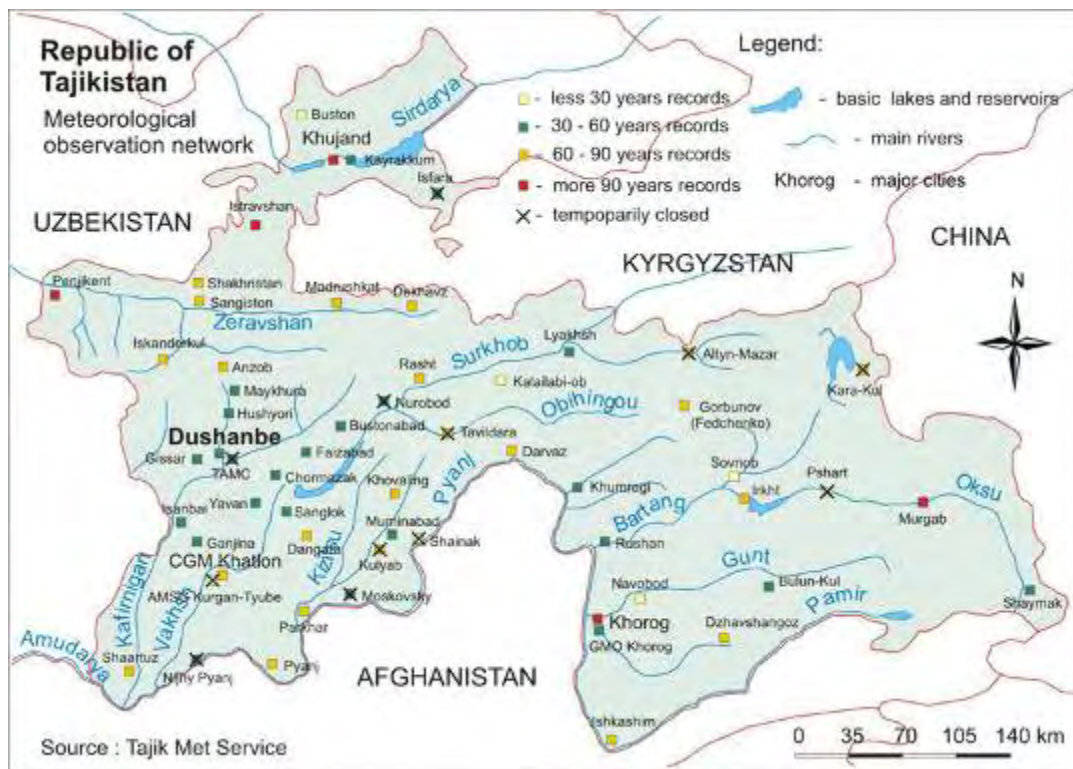 Republic of
Tajikistan
Meteorological
observation network
Legend:
- less 30 years records
- 30 - 60 years records
- 60 - 90 years records
- more 90 years records
- tempoparily closed
- basic lakes and reservoirs
- main rivers
Khorog - major cities
Buston
Sirdarya
Khujand
Kayrakkum
Isfara
Istravshan
UZBEKISTAN
KYRGYZSTAN
CHINA
N
Penjikent
Shakhristan
Sangiston
Madrushkat
Dekhavz
Zeravshan
Iskanderkul
Anzob
Maykhura
Hushyori
Rasht
Surkhob
Lyakhsh
Altyn-Mazar
Kara-Kul
Kalailabi-ob
Nurobod
Obihingou
Gorbunov
(Fedchenko)
Dushanbe
Bustonabad
Tavildara
Gissar
TAMC
Faizabad
Darvaz
Chormazak
Khovaling
Pyanj
Khumrogi
Sovnob
Irkht
Pshart
Oksu
Murgab
Bartang
Isanbai
Yavan
Sanglok
Muminabad
Shainak
Ganjina
Dangara
Kizilsu
Kulyab
Rushan
CGM Khatlon
AMSG Kurgan-Tyube
Moskovsky
Navobod
Gunt
Bulun-Kul
Pamir
Shaymak
Kafirnigan
Vakhsh
Parkhar
Khorog
GMO Khorog
Dzhavshangoz
Amudarya
Shaartuz
Nijniy Pyanj
Pyanj
AFGHANISTAN
Ishkashim
Source : Tajik Met Service
0 35 70 105 140 km